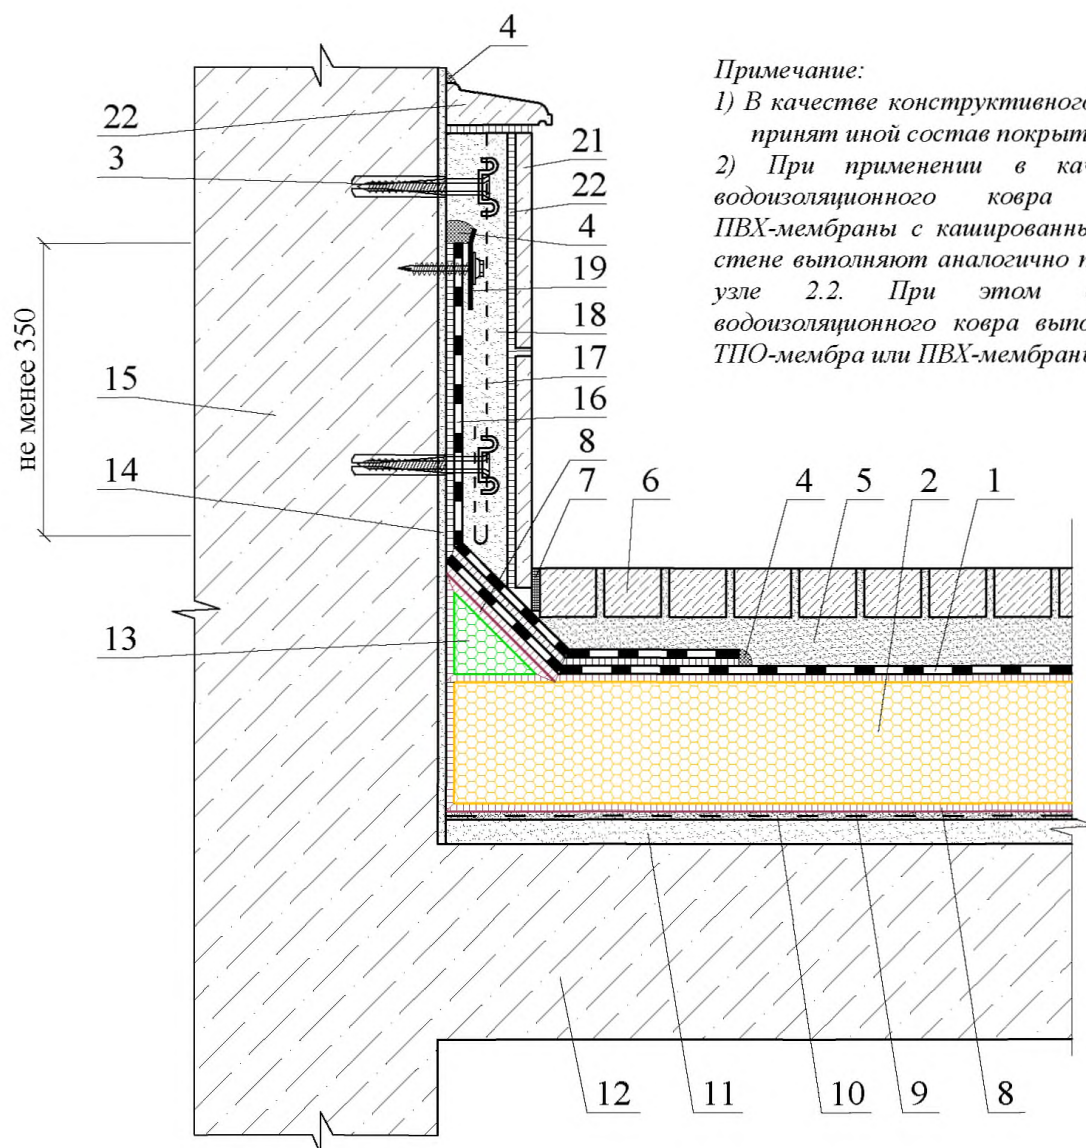 4
Примечание:
1) В качестве конструктивного
принят иной состав покрыт
2) При применении в кач
водоизоляционного ковра
ПВХ-мембраны с кашированны
стене выполняют аналогично п
узле 2.2. При этом
водоизоляционного ковра выпо
ТПО-мембра или ПВХ-мембран
22
3
21
22
4
19
18
17
16
8
7
не менее 350
15
14
13
6
4
5
2
1
12
11
10
9
8